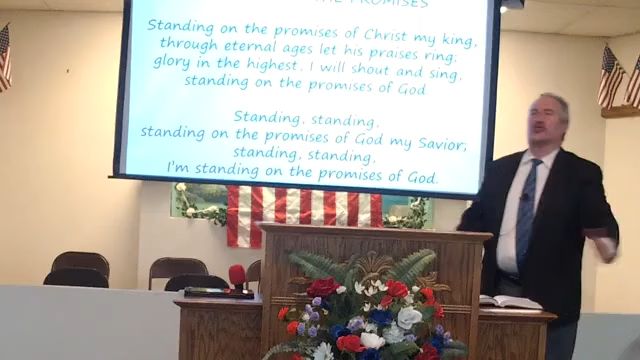 THE PROMISES
Standing on the promises of Christ my king,
through eternal ages let his praises ring;
glory in the highest, I will shout and sing,
standing on the promises of God
Standing, standing,
standing on the promises of God my Savior;
standing, standing,
I'm standing on the promises of God.